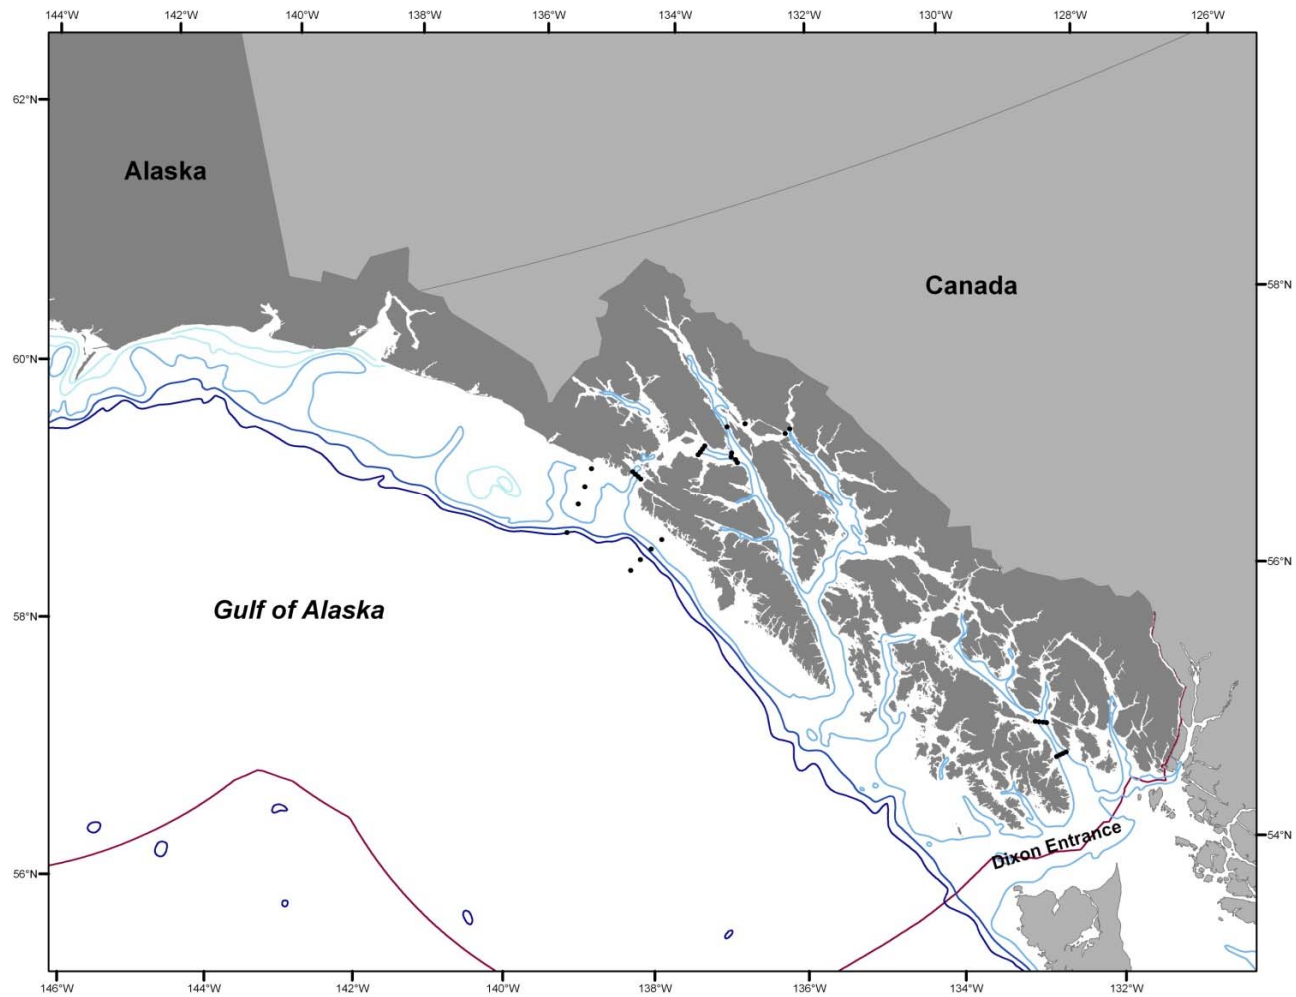 144°W 142°W 140°W 138°W 136°W 134°W 132°W 130°W 128°W 126°W
62°N
Alaska
58°N
Canada
60°N
56°N
Gulf of Alaska
58°N
54°N
Dixon Entrance
56°N
146°W 144°W 142°W 140°W 138°W 136°W 134°W 132°W